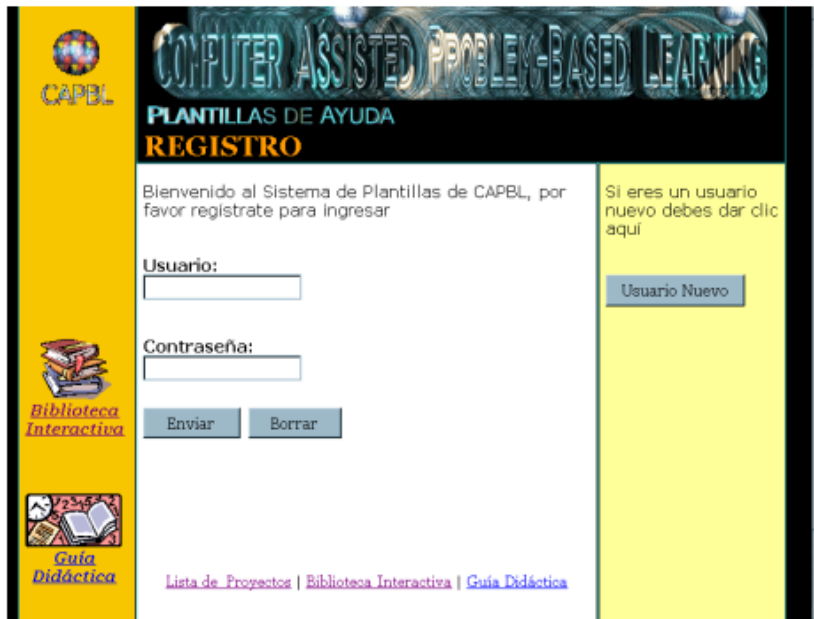 CAPBL
COMPUTER ASSISTED PROBLEM-BASED LEARNING
PLANTILLAS DE AYUDA
REGISTRO
Bienvenido al Sistema de Plantillas de CAPBL, por
favor regístrate para ingresar
Usuario:
Contraseña:
Enviar Borrar
Si eres un usuario
nuevo debes dar clic
aquí
Usuario Nuevo
Biblioteca
Interactiva
Guía
Didáctica
Lista de Proyectos | Biblioteca Interactiva | Guía Didáctica